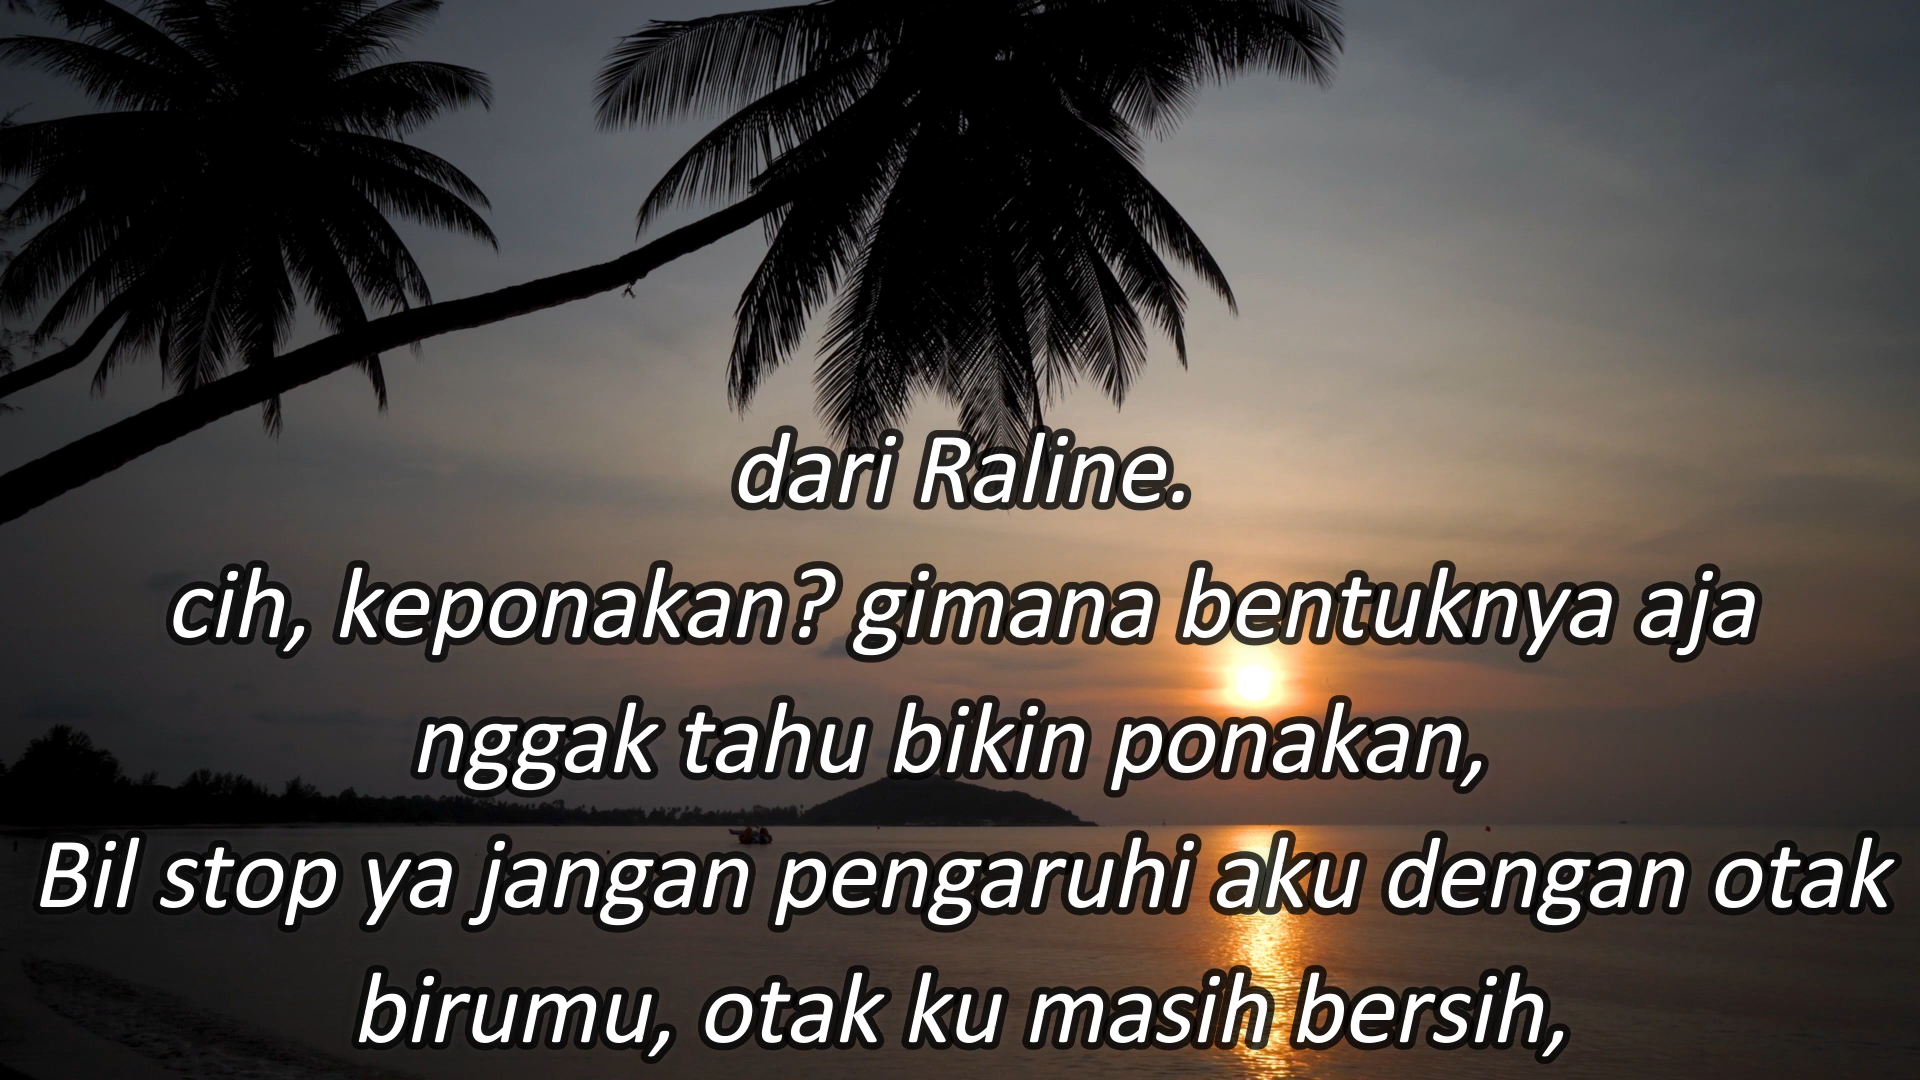 dari Raline.
cih, keponakan? gimana bentuknya aja
nggak tahu bikin ponakan,
Bil stop ya jangan pengaruhi aku dengan otak
birumu, otak ku masih bersih,